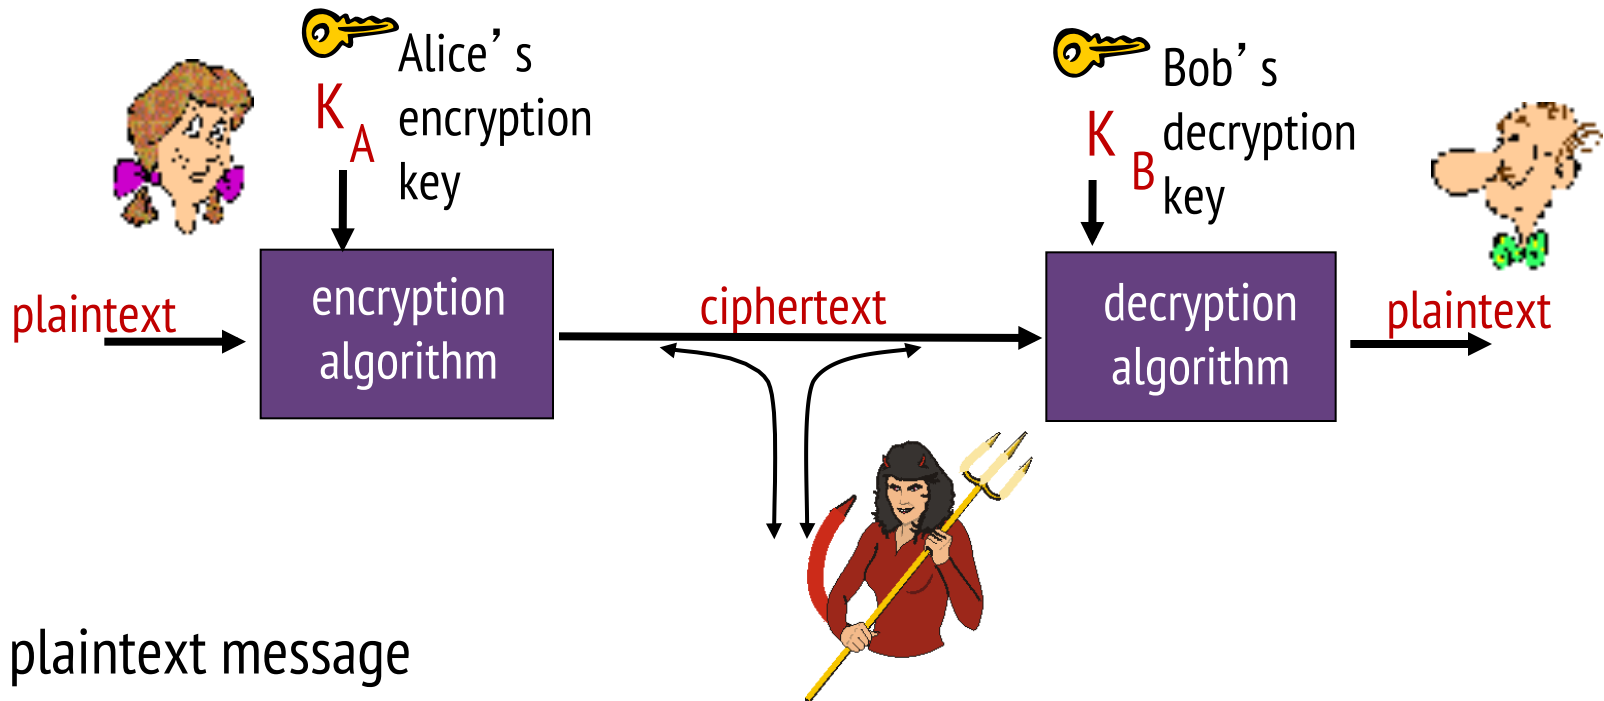 Alice’s
encryption
key
K
A
Bob’s
decryption
key
K
B
plaintext
encryption
algorithm
ciphertext
decryption
algorithm
plaintext
plaintext message